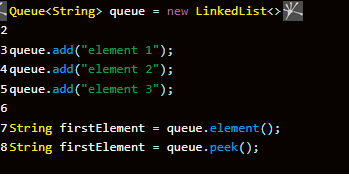 Queue<String> queue = new LinkedList<>
2
3queue.add("element 1");
4queue.add("element 2");
5queue.add("element 3");
6
7String firstElement = queue.element();
8String firstElement = queue.peek();